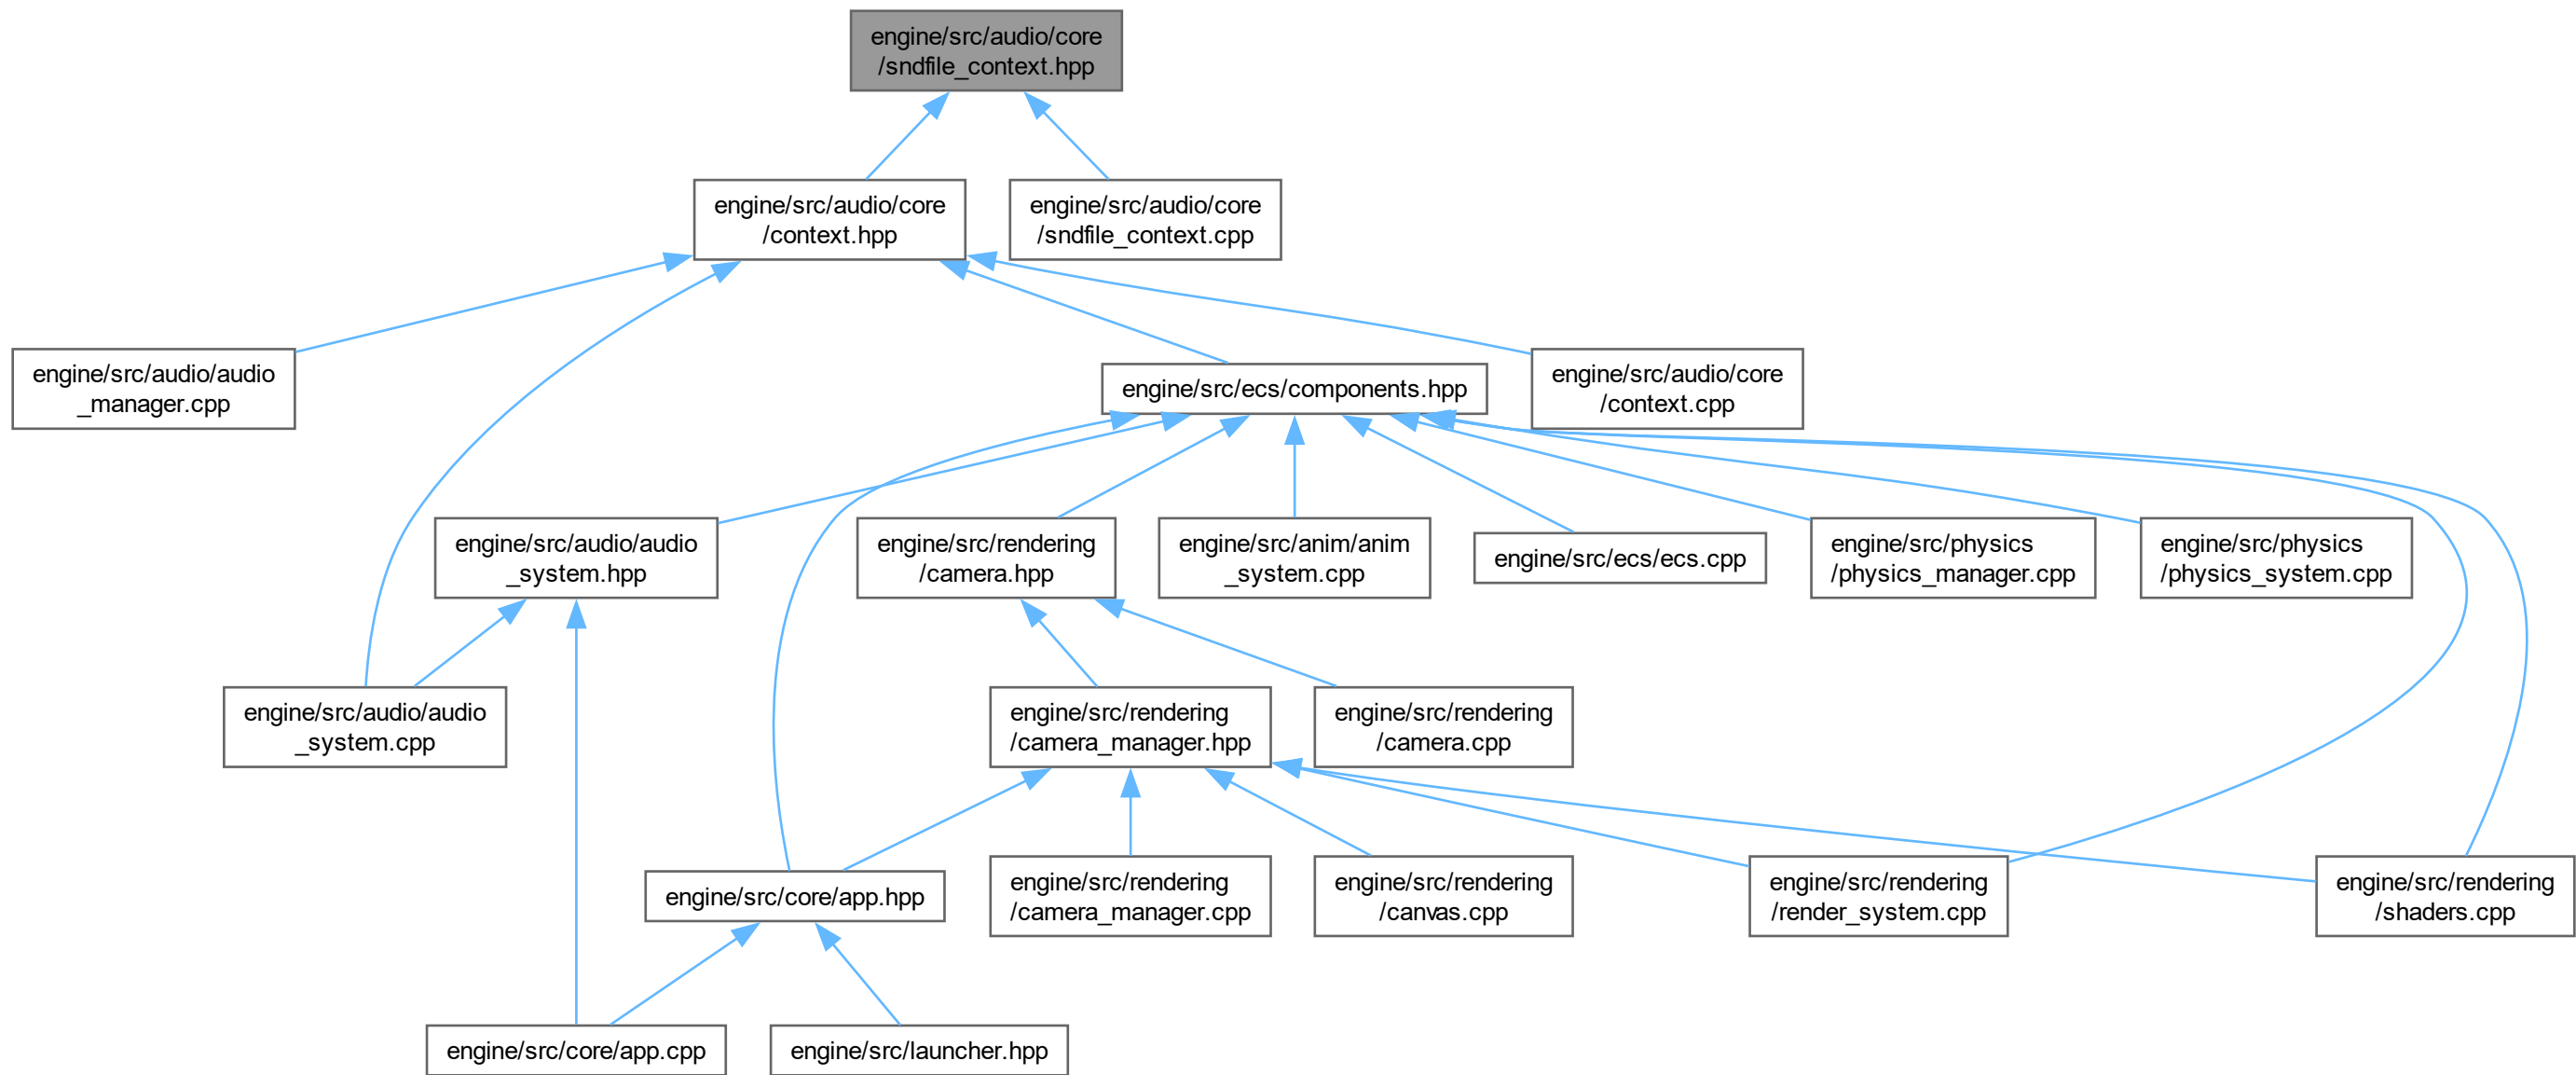 engine/src/audio/core
/sndfile_context.hpp
engine/src/audio/core
/context.hpp
engine/src/audio/core
/sndfile_context.cpp
engine/src/audio/audio
_manager.cpp
engine/src/ecs/components.hpp
engine/src/audio/core
/context.cpp
engine/src/audio/audio
_system.hpp
engine/src/rendering
/camera.hpp
engine/src/anim/anim
_system.cpp
engine/src/ecs/ecs.cpp
engine/src/physics
/physics_manager.cpp
engine/src/physics
/physics_system.cpp
engine/src/audio/audio
_system.cpp
engine/src/rendering
/camera_manager.hpp
engine/src/rendering
/camera.cpp
engine/src/core/app.hpp
engine/src/rendering
/camera_manager.cpp
engine/src/rendering
/canvas.cpp
engine/src/rendering
/render_system.cpp
engine/src/rendering
/shaders.cpp
engine/src/core/app.cpp
engine/src/launcher.hpp